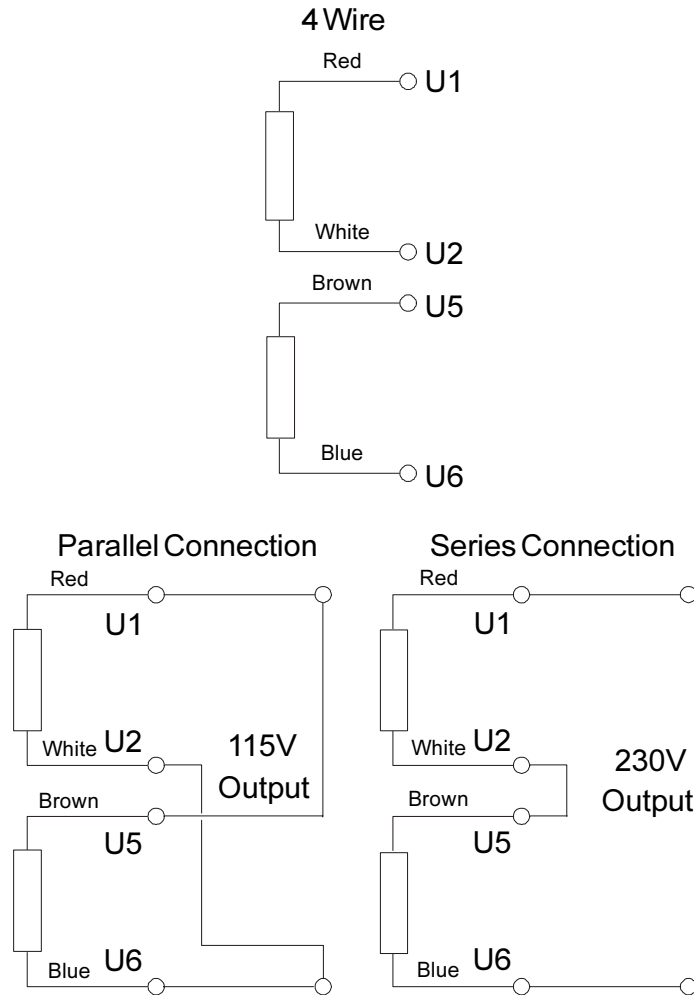 4 Wire
Red
U1
White
U2
Brown
U5
Blue
U6
Parallel Connection
Red
U1
White U2
115V
Output
Brown
U5
Blue U6
Series Connection
Red
U1
White U2
230V
Output
Brown
U5
Blue U6